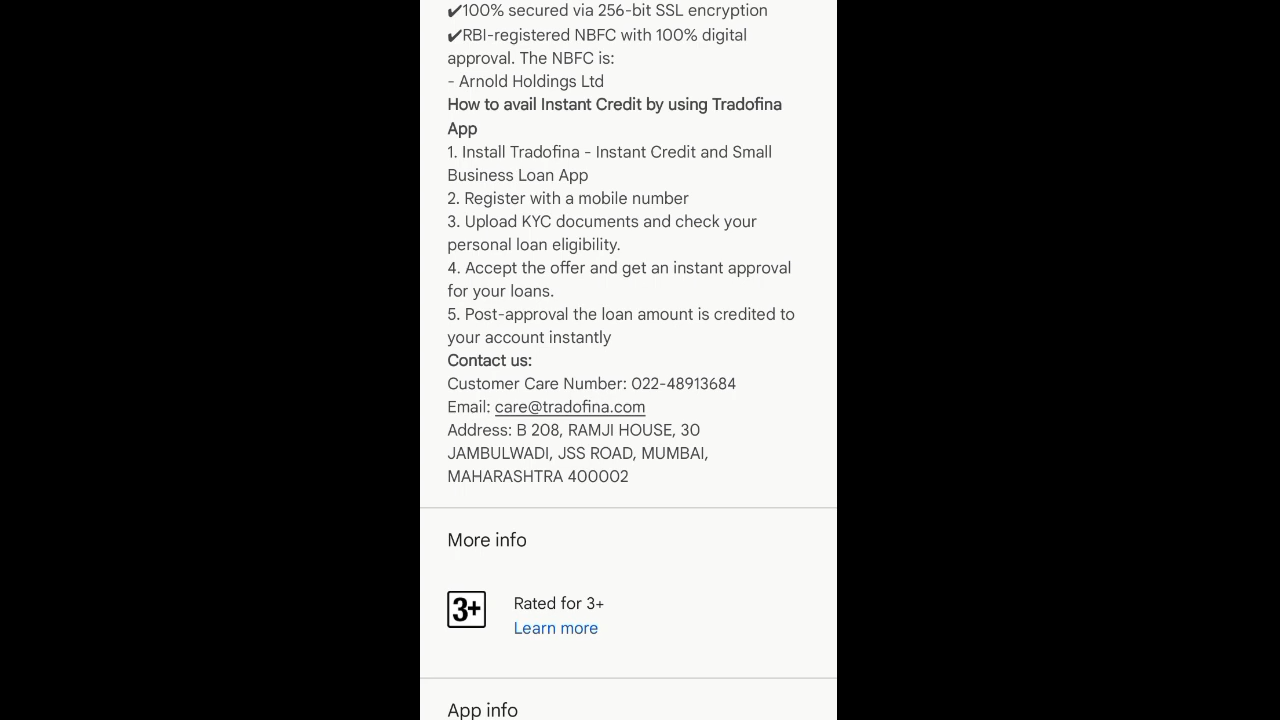 ✔100% secured via 256-bit SSL encryption
✔RBI-registered NBFC with 100% digital
approval. The NBFC is:
- Arnold Holdings Ltd
How to avail Instant Credit by using Tradofina
App
1. Install Tradofina - Instant Credit and Small
Business Loan App
2. Register with a mobile number
3. Upload KYC documents and check your
personal loan eligibility.
4. Accept the offer and get an instant approval
for your loans.
5. Post-approval the loan amount is credited to
your account instantly
Contact us:
Customer Care Number: 022-48913684
Email: care@tradofina.com
Address: B 208, RAMJI HOUSE, 30
JAMBULWADI, JSS ROAD, MUMBAI,
MAHARASHTRA 400002
More info
3+
Rated for 3+
Learn more
App info